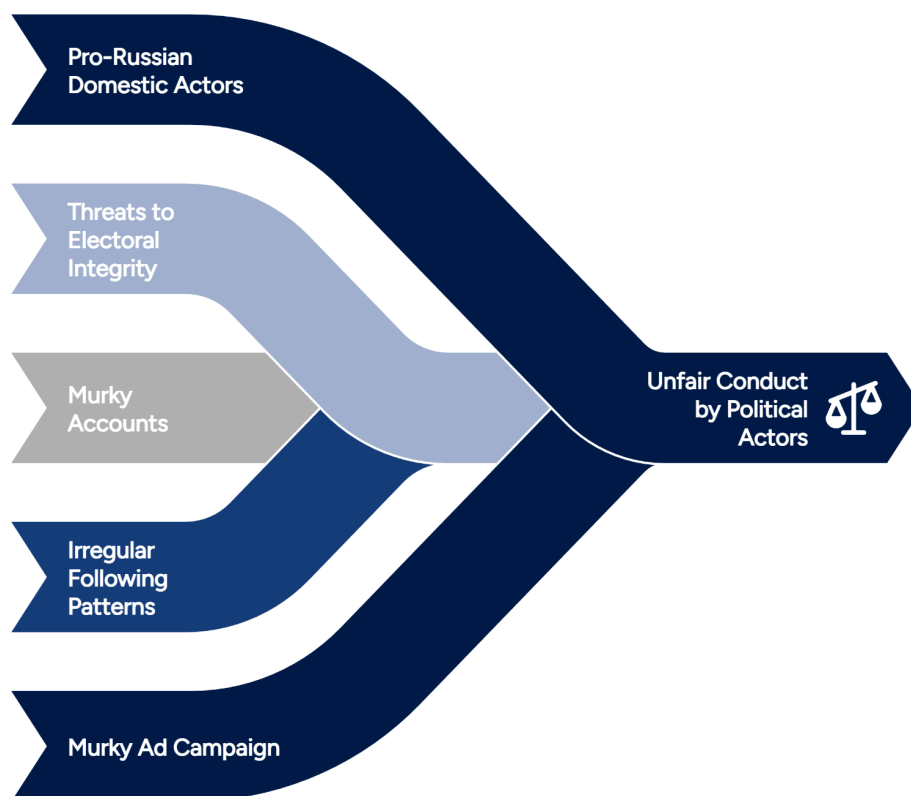 Pro-Russian
Domestic Actors
Threats to
Electoral
Integrity
Murky
Accounts
Unfair Conduct
by Political
Actors
Irregular
Following
Patterns
Murky Ad Campaign